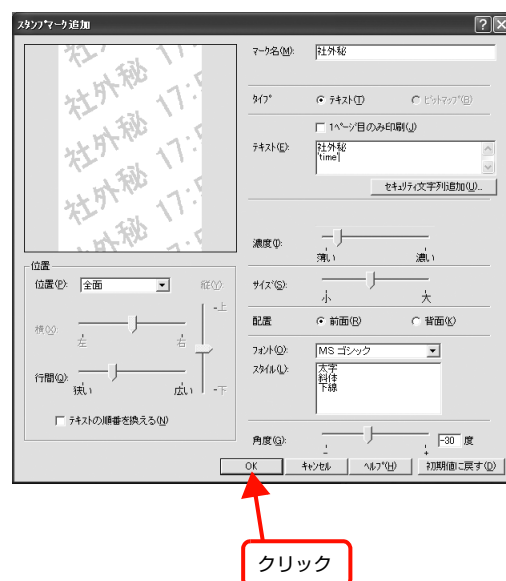 スタンプマーク追加
社外秘 17:5
社外秘 17:5
社外秘 17:5
社外秘 17:5
マーク名(M):
社外秘
タイプ
テキスト(T)
ビットマップ(B)
1ページ目のみ印刷(J)
テキスト(E):
社外秘
'time'
セキュリティ文字列追加(U)...
濃度(I):
薄い 濃い
位置
位置(P): 全面
縦(Y):
上
横(X):
左 右
行間(Q):
狭い 広い
下
テキストの順番を換える(N)
サイズ(S):
小 大
配置
前面(R)
背面(K)
フォント(O):
MS ゴシック
スタイル(L):
太字
斜体
下線
角度(G):
-30 度
- +
OK
キャンセル
ヘルプ(H)
初期値に戻す(D)
クリック